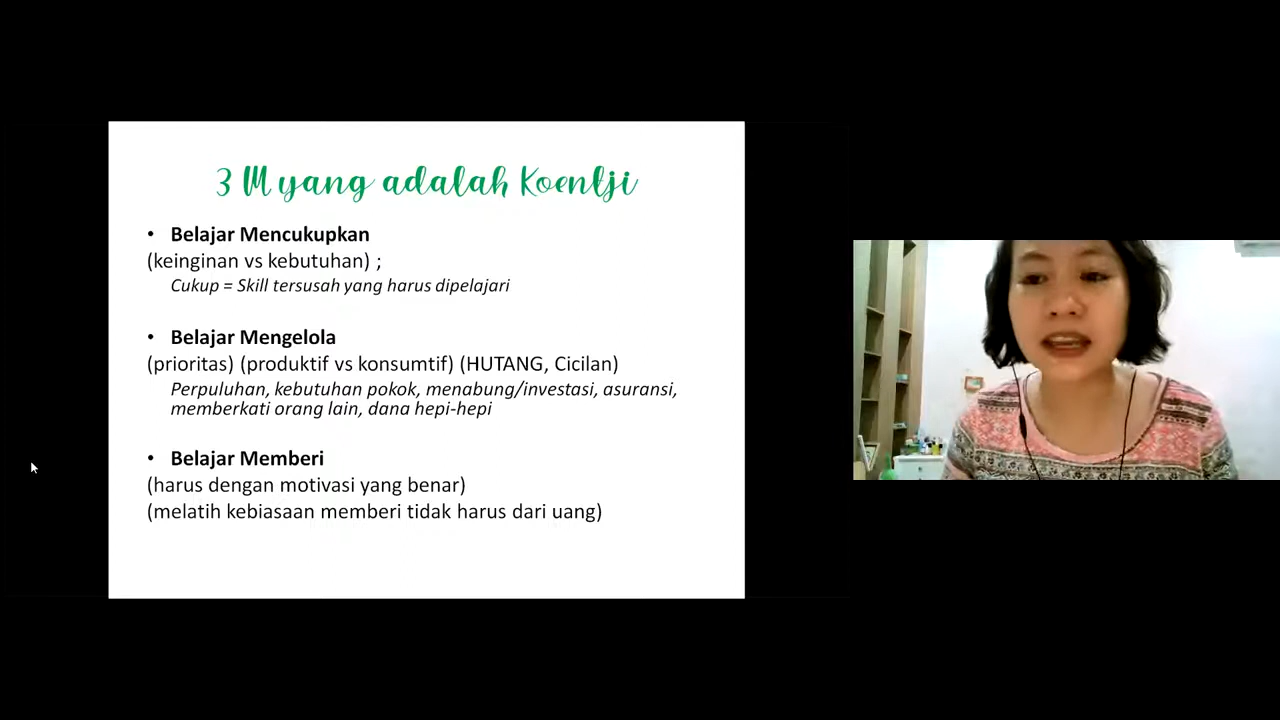 3 M yang adalah Koentji
• Belajar Mencukupkan
(keinginan vs kebutuhan) ;
Cukup = Skill tersusah yang harus dipelajari
• Belajar Mengelola
(prioritas) (produktif vs konsumtif) (HUTANG, Cicilan)
Perpuluhan, kebutuhan pokok, menabung/investasi, asuransi,
memberkati orang lain, dana hepi-hepi
• Belajar Memberi
(harus dengan motivasi yang benar)
(melatih kebiasaan memberi tidak harus dari uang)